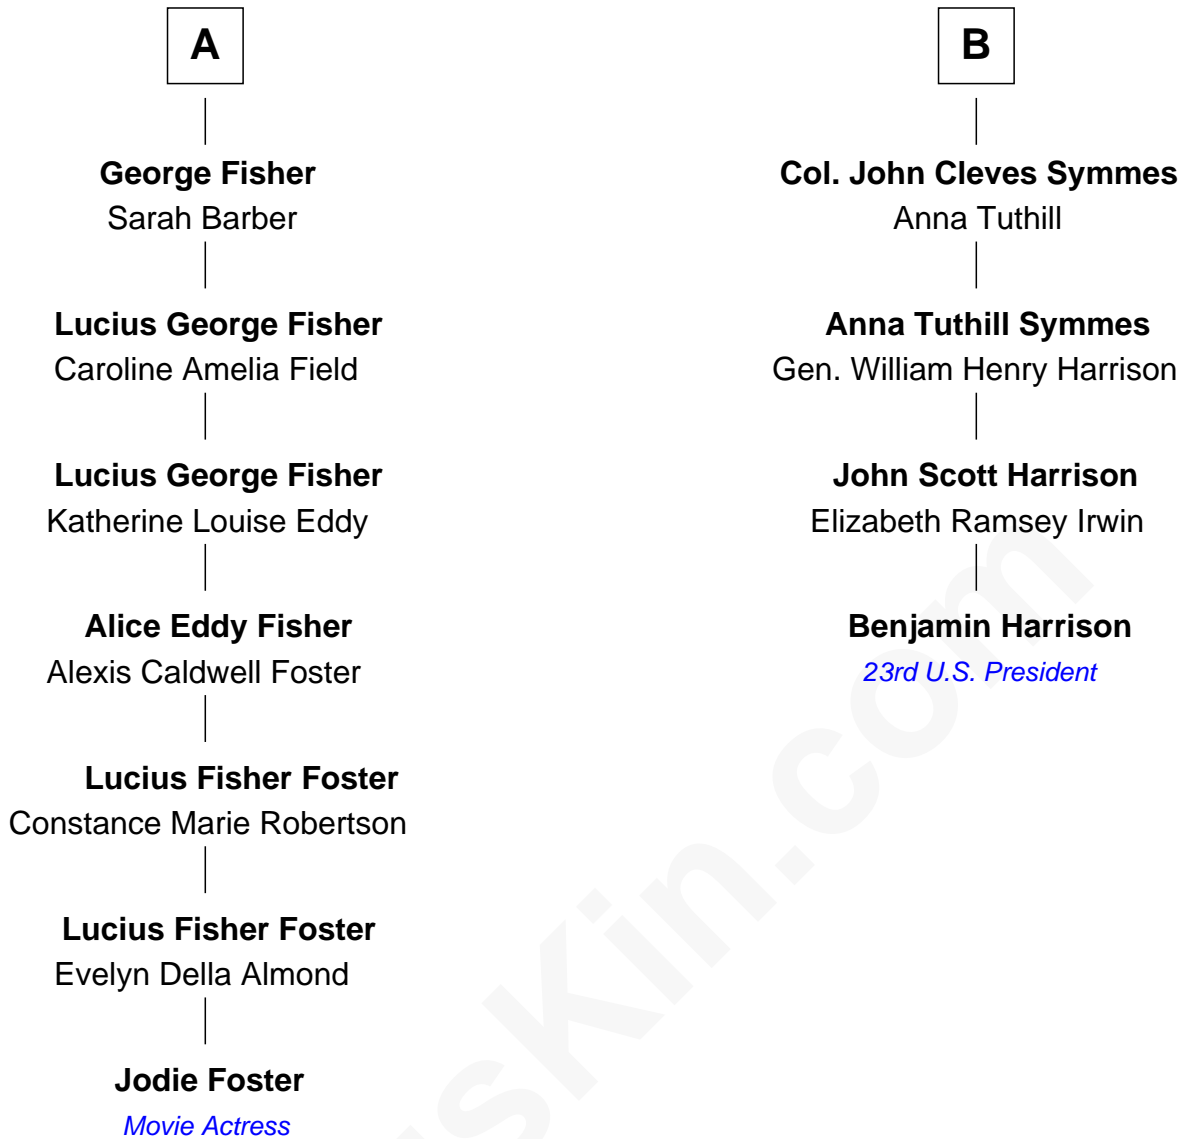 A
George Fisher
Sarah Barber
Lucius George Fisher
Caroline Amelia Field
Lucius George Fisher
Katherine Louise Eddy
Alice Eddy Fisher
Alexis Caldwell Foster
Lucius Fisher Foster
Constance Marie Robertson
Lucius Fisher Foster
Evelyn Della Almond
Jodie Foster
Movie Actress
B
Col. John Cleves Symmes
Anna Tuthill
Anna Tuthill Symmes
Gen. William Henry Harrison
John Scott Harrison
Elizabeth Ramsey Irwin
Benjamin Harrison
23rd U.S. President
sKin.com